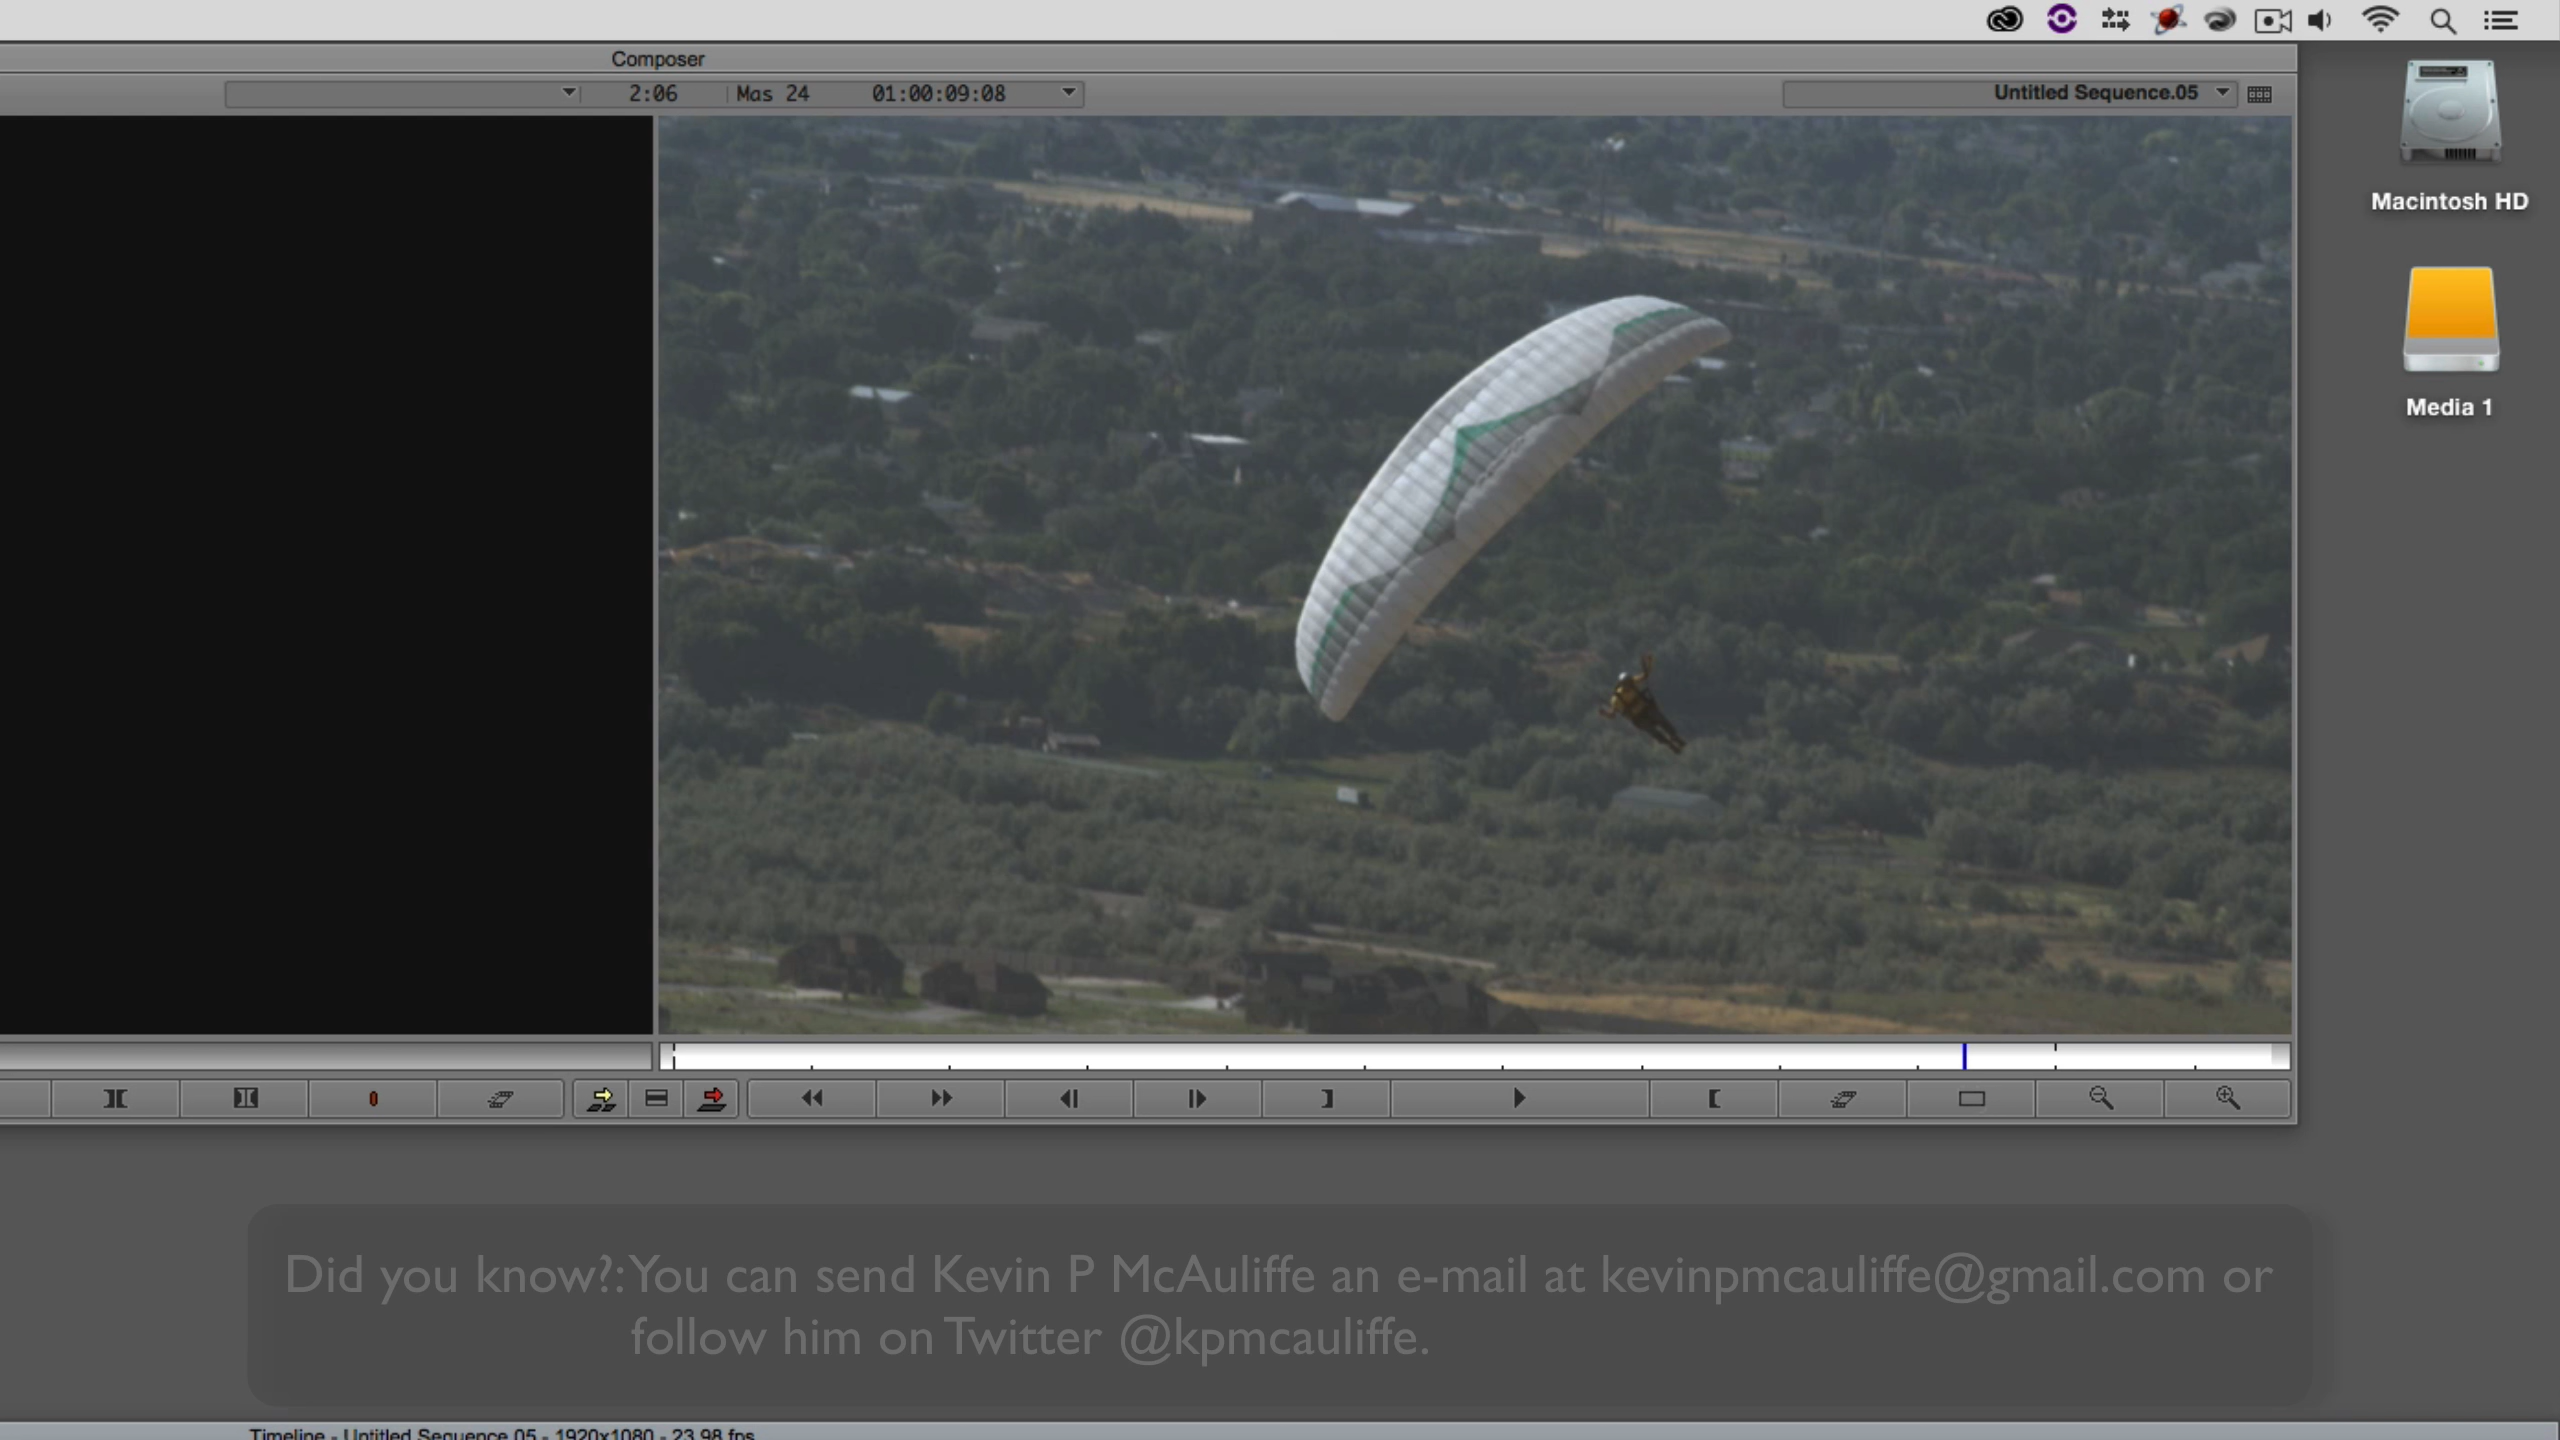 Composer
2:06 Mas 24 01:00:09:08
Untitled Sequence.05
Macintosh HD
Media 1
Did you know?: You can send Kevin P McAuliffe an e-mail at kevinpmcauliffe@gmail.com or
follow him on Twitter @kpmcauliffe.
Timeline - Untitled Sequence.05 - 1920x1080 - 23.98 fps